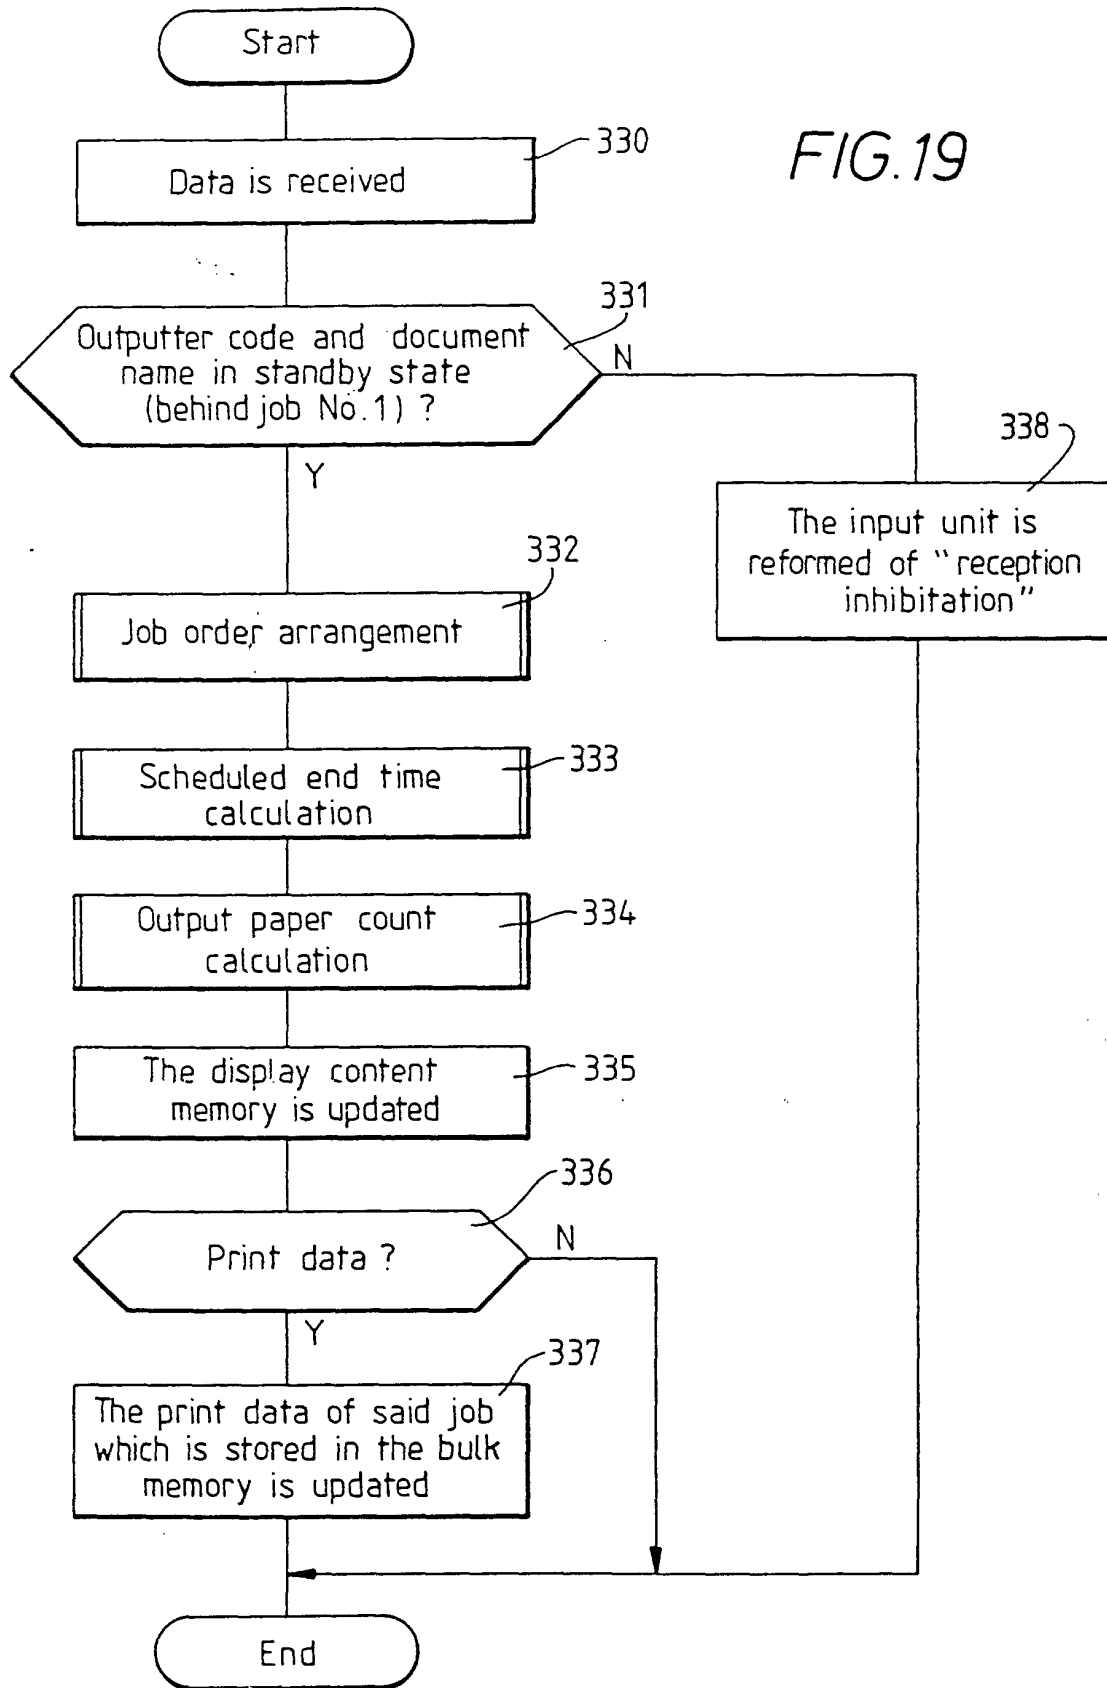 Start
FIG.19
330
Data is received
331
Outputter code and document
name in standby state
(behind job No.1) ?
N
Y
338
The input unit is
reformed of "reception
inhibitation"
332
Job order arrangement
333
Scheduled end time
calculation
334
Output paper count
calculation
335
The display content
memory is updated
336
Print data ?
N
Y
337
The print data of said job
which is stored in the bulk
memory is updated
End